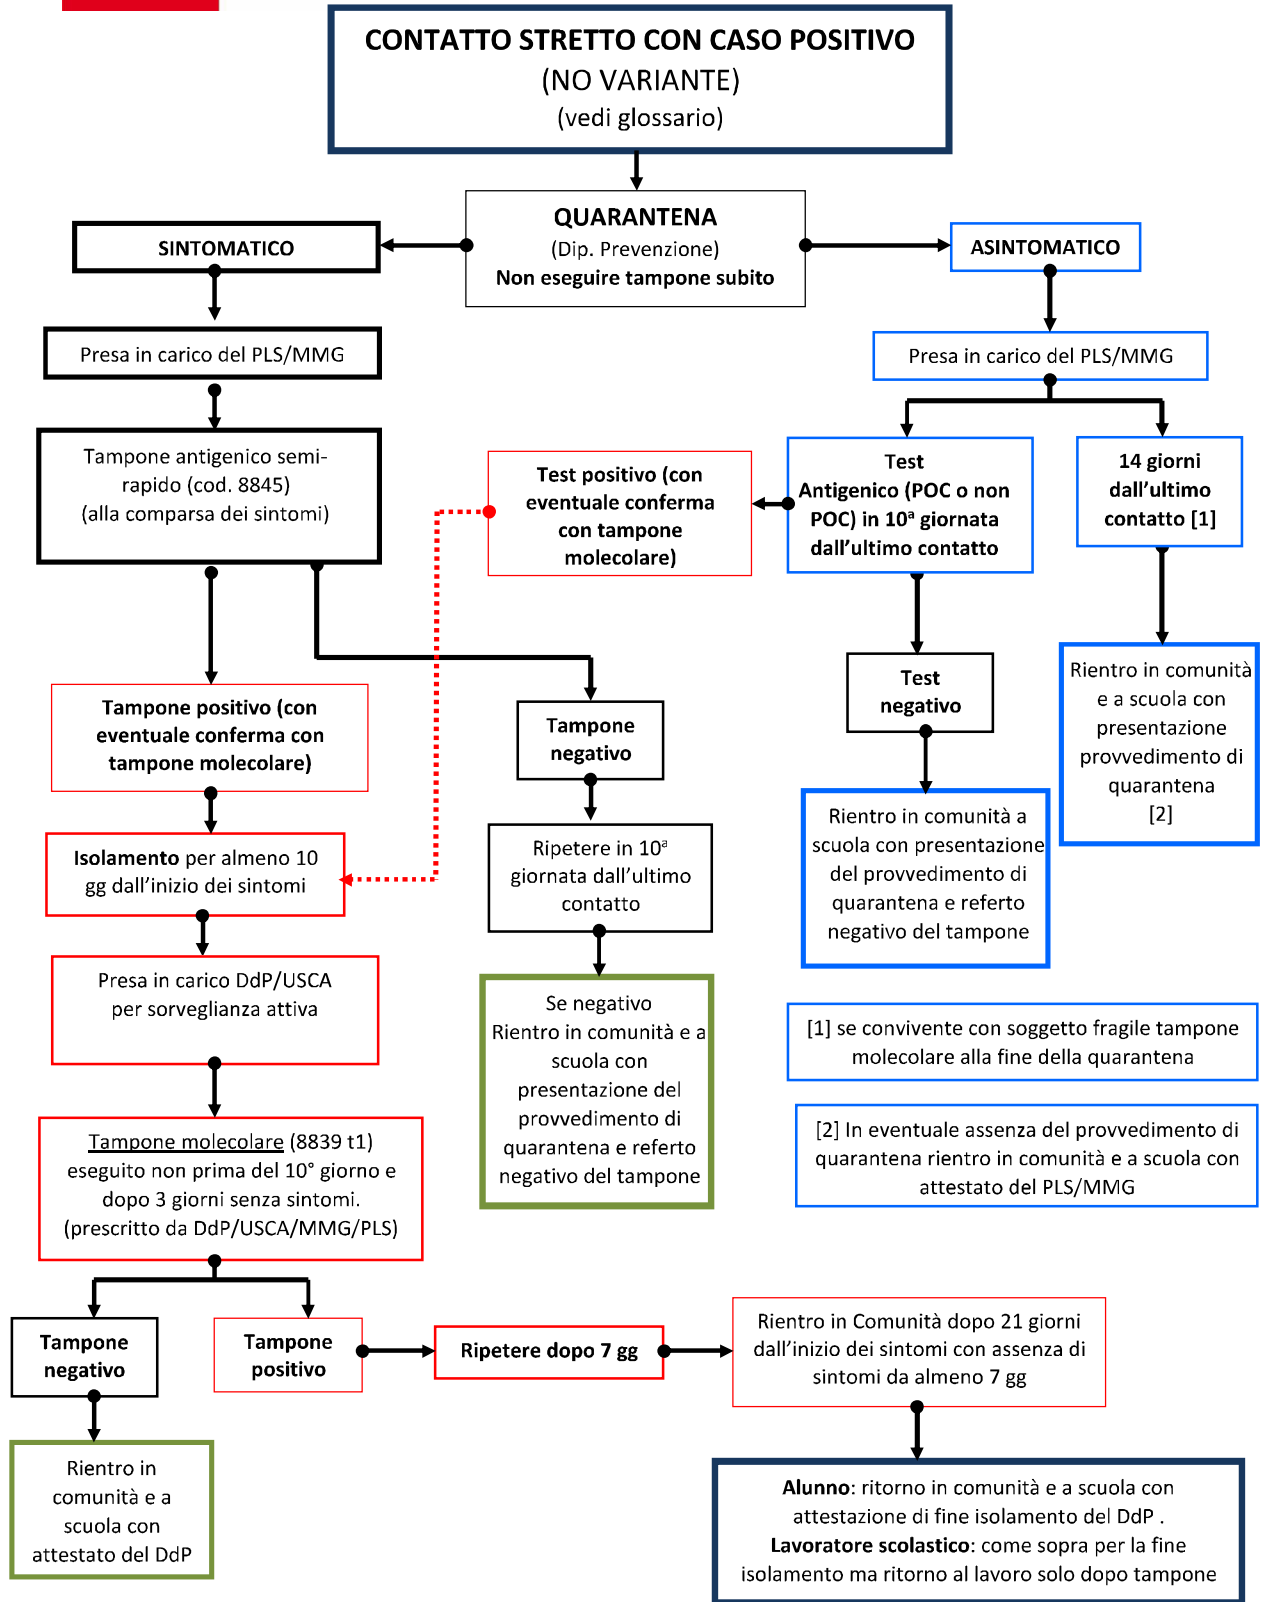 CONTATTO STRETTO CON CASO POSITIVO
(NO VARIANTE)
(vedi glossario)
QUARANTENA
(Dip. Prevenzione)
Non eseguire tampone subito
SINTOMATICO
ASINTOMATICO
Presa in carico del PLS/MMG
Presa in carico del PLS/MMG
Tampone antigenico semi-
rapido (cod. 8845)
(alla comparsa dei sintomi)
Test positivo (con
eventuale conferma
con tampone
molecolare)
Test
Antigenico (POC o non
POC) in 10ª giornata
dall'ultimo contatto
14 giorni
dall'ultimo
contatto [1]
Tampone positivo (con
eventuale conferma con
tampone molecolare)
Tampone
negativo
Test
negativo
Rientro in comunità
e a scuola con
presentazione
provvedimento di
quarantena
[2]
Isolamento per almeno 10
gg dall'inizio dei sintomi
Ripetere in 10ª
giornata dall'ultimo
contatto
Rientro in comunità a
scuola con presentazione
del provvedimento di
quarantena e referto
negativo del tampone
Presa in carico DdP/USCA
per sorveglianza attiva
Se negativo
Rientro in comunità e a
scuola con
presentazione del
provvedimento di
quarantena e referto
negativo del tampone
[1] se convivente con soggetto fragile tampone
molecolare alla fine della quarantena
[2] In eventuale assenza del provvedimento di
quarantena rientro in comunità e a scuola con
attestato del PLS/MMG
Tampone molecolare (8839 t1)
eseguito non prima del 10° giorno e
dopo 3 giorni senza sintomi.
(prescritto da DdP/USCA/MMG/PLS)
Tampone
negativo
Tampone
positivo
Ripetere dopo 7 gg
Rientro in Comunità dopo 21 giorni
dall'inizio dei sintomi con assenza di
sintomi da almeno 7 gg
Rientro in
comunità e a
scuola con
attestato del DdP
Alunno: ritorno in comunità e a scuola con
attestazione di fine isolamento del DdP .
Lavoratore scolastico: come sopra per la fine
isolamento ma ritorno al lavoro solo dopo tampone